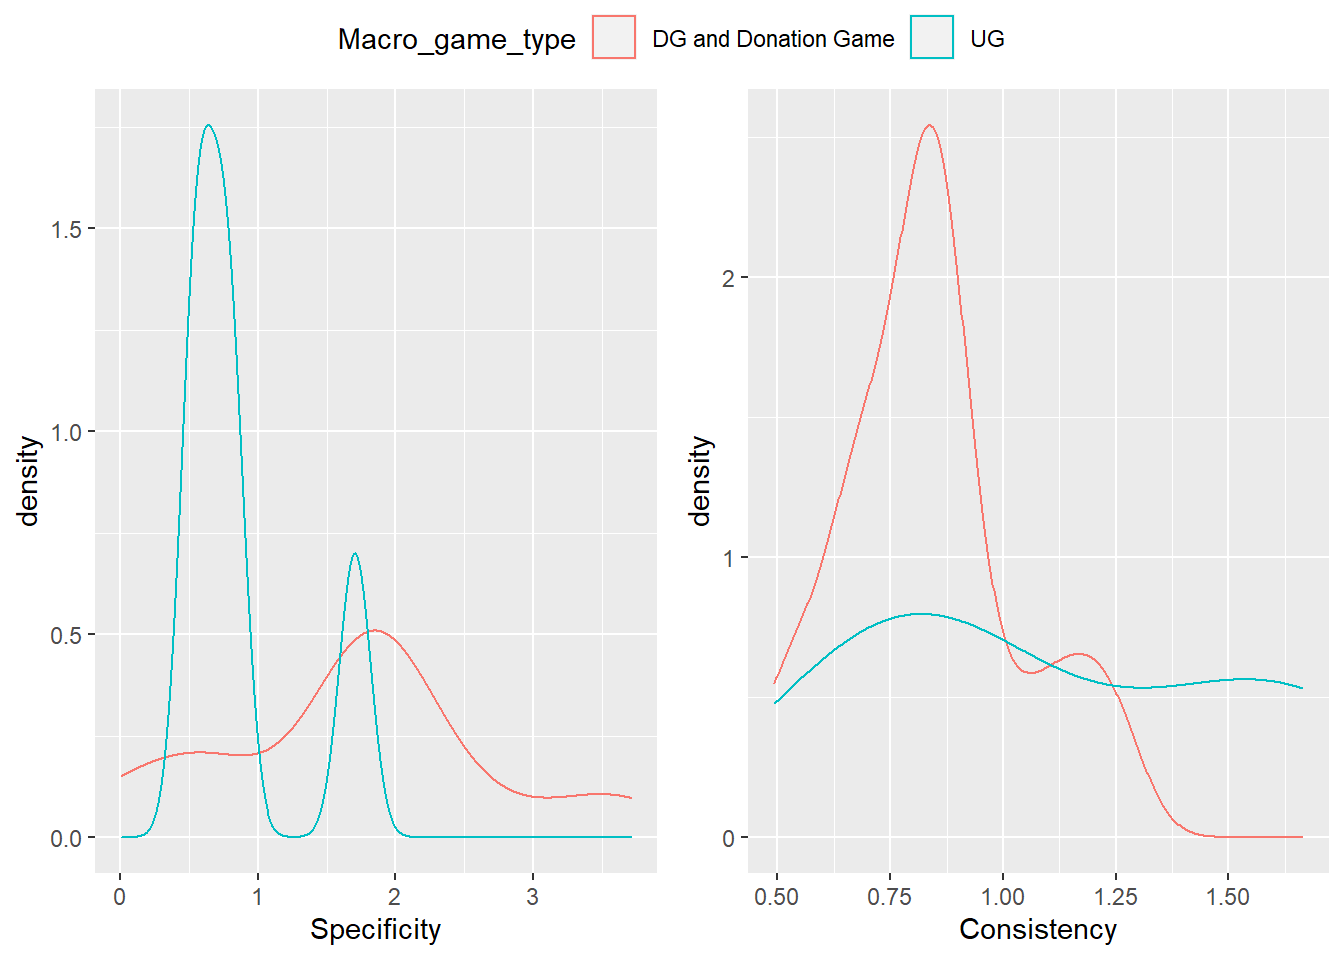 Macro_game_type DG and Donation Game UG
density
1.5
1.0
0.5
0.0
0 1 2 3
Specificity
density
2
1
0
0.50 0.75 1.00 1.25 1.50
Consistency